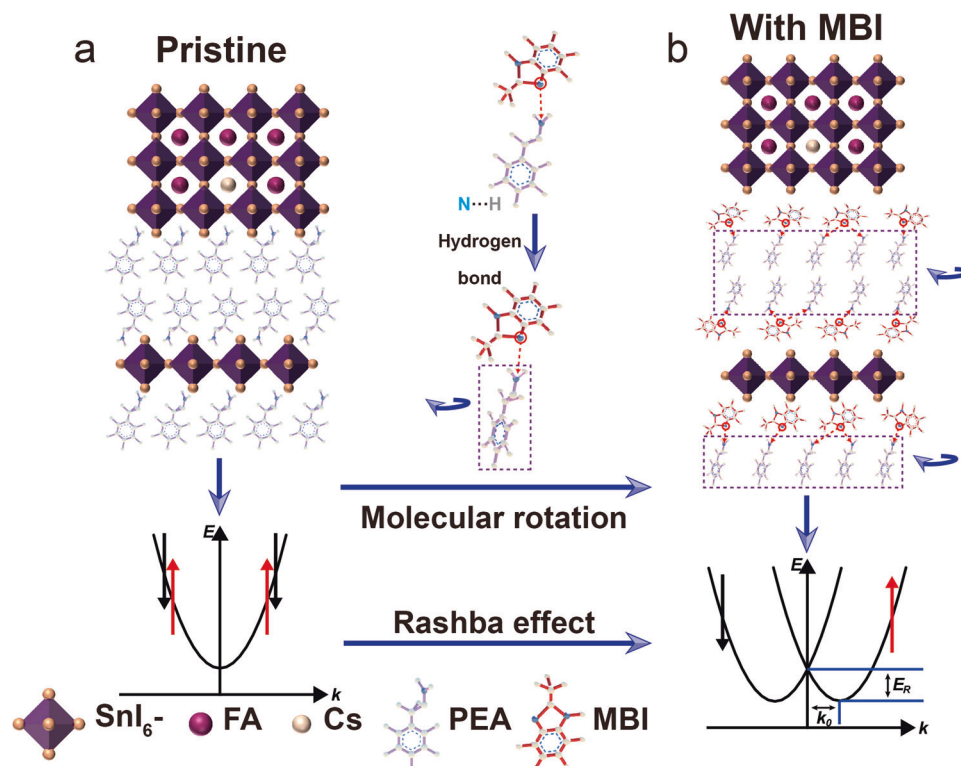 a
Pristine
b
With MBI
N···H
Hydrogen
bond
Molecular rotation
E
k
Rashba effect
E
E_R
k_0
k
SnI₆-
FA
Cs
PEA
MBI